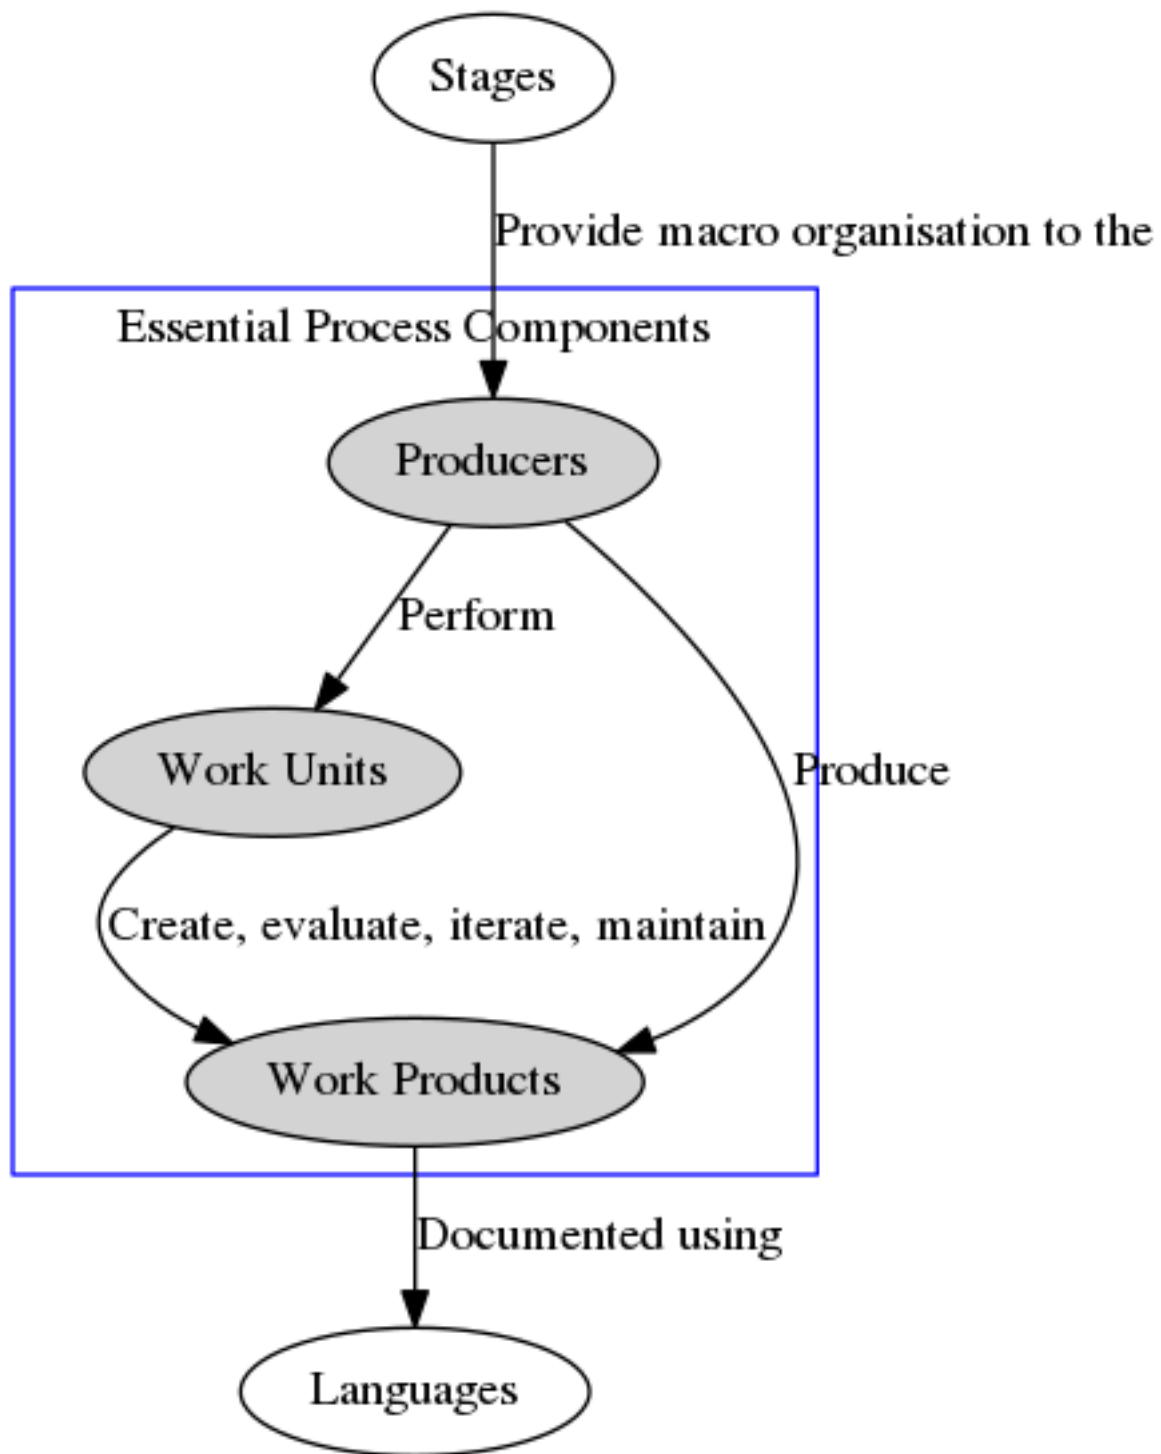 Stages
Provide macro organisation to the
Essential Process Components
Producers
Perform
Work Units
Produce
Create, evaluate, iterate, maintain
Work Products
Documented using
Languages